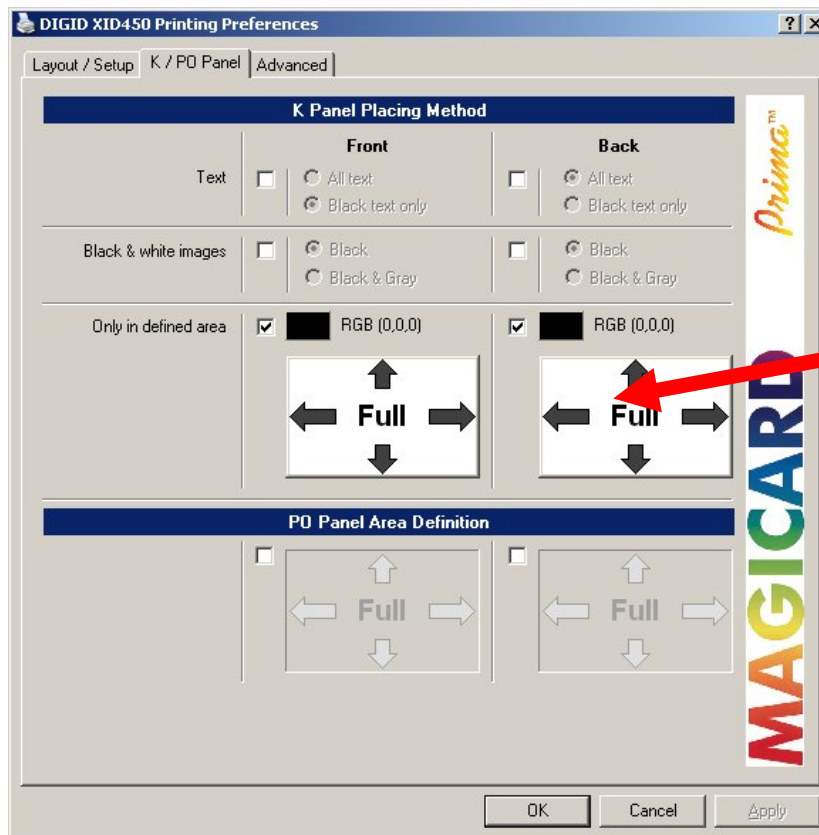 DIGID XID450 Printing Preferences
Layout / Setup K / PO Panel Advanced
K Panel Placing Method
Front Back
Text All text All text
Black text only Black text only
Black & white images Black Black
Black & Gray Black & Gray
Only in defined area RGB (0,0,0) RGB (0,0,0)
Full Full
PO Panel Area Definition
Full Full
Prima™
MAGICARD
OK Cancel Apply